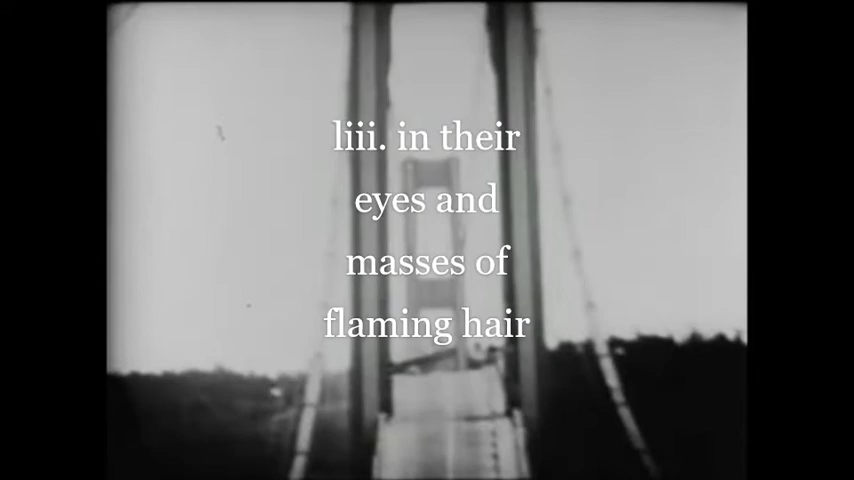 liii. in their
eyes and
masses of
flaming hair